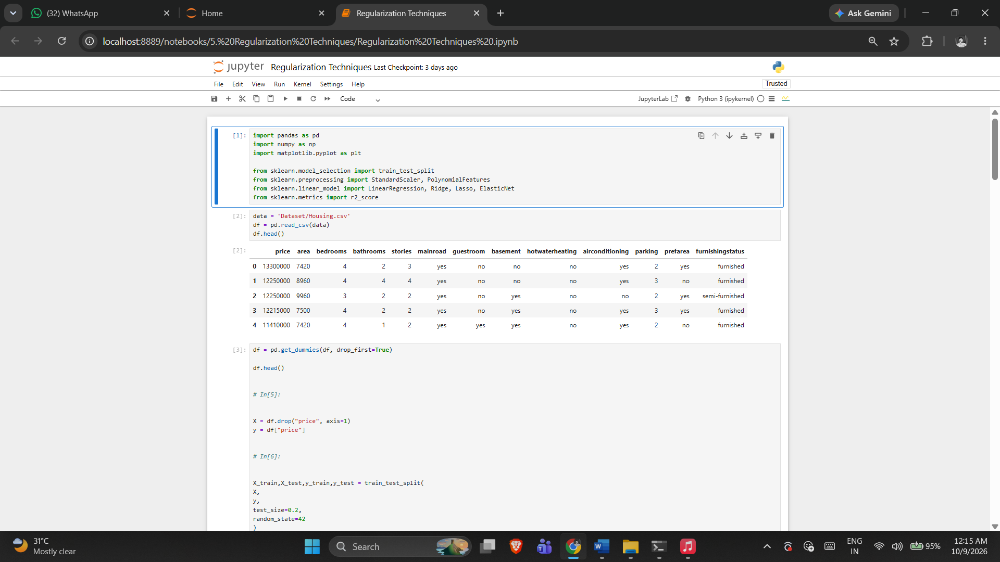 (32) WhatsApp
Home
Regularization Techniques
Ask Gemini
localhost:8889/notebooks/5.%20Regularization%20Techniques/Regularization%20Techniques%20.ipynb
jupyter Regularization Techniques Last Checkpoint: 3 days ago
File Edit View Run Kernel Settings Help
Trusted
Code
JupyterLab
Python 3 (ipykernel)
[1]:
import pandas as pd
import numpy as np
import matplotlib.pyplot as plt
from sklearn.model_selection import train_test_split
from sklearn.preprocessing import StandardScaler, PolynomialFeatures
from sklearn.linear_model import LinearRegression, Ridge, Lasso, ElasticNet
from sklearn.metrics import r2_score
[2]:
data = 'Dataset/Housing.csv'
df = pd.read_csv(data)
df.head()
[2]:
price area bedrooms bathrooms stories mainroad guestroom basement hotwaterheating airconditioning parking prefarea furnishingstatus
0 13300000 7420 4 2 3 yes no no no yes 2 yes furnished
1 12250000 8960 4 4 4 yes no no no yes 3 no furnished
2 12250000 9960 3 2 2 yes no yes no no 2 yes semi-furnished
3 12215000 7500 4 2 2 yes no yes no yes 3 yes furnished
4 11410000 7420 4 1 2 yes yes yes no yes 2 no furnished
[3]:
df = pd.get_dummies(df, drop_first=True)
df.head()
# In[5]:
X = df.drop("price", axis=1)
y = df["price"]
# In[6]:
X_train,X_test,y_train,y_test = train_test_split(
X,
y,
test_size=0.2,
random_state=42
)
31°C
Mostly clear
Search
ENG
IN
95%
12:15 AM
10/9/2026